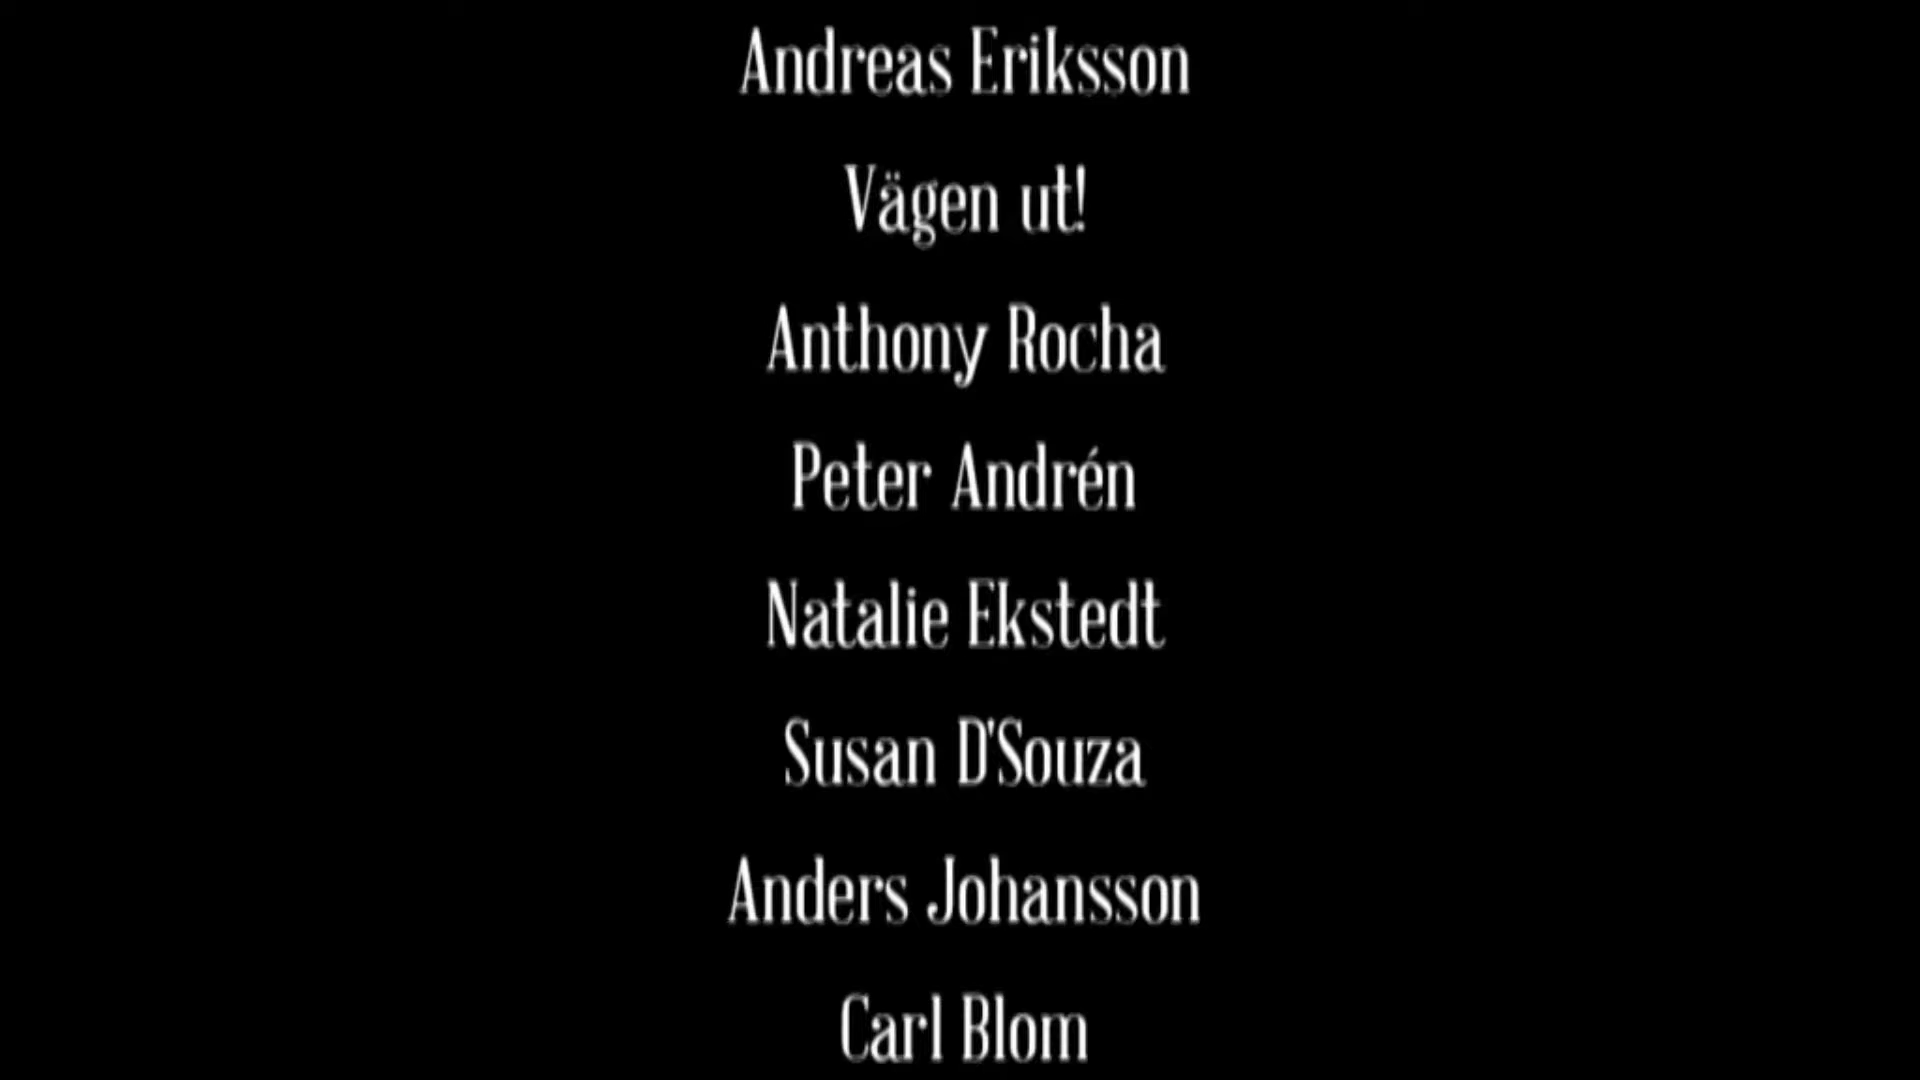 Andreas Eriksson
Vägen ut!
Anthony Rocha
Peter Andrén
Natalie Ekstedt
Susan D'Souza
Anders Johansson
Carl Blom